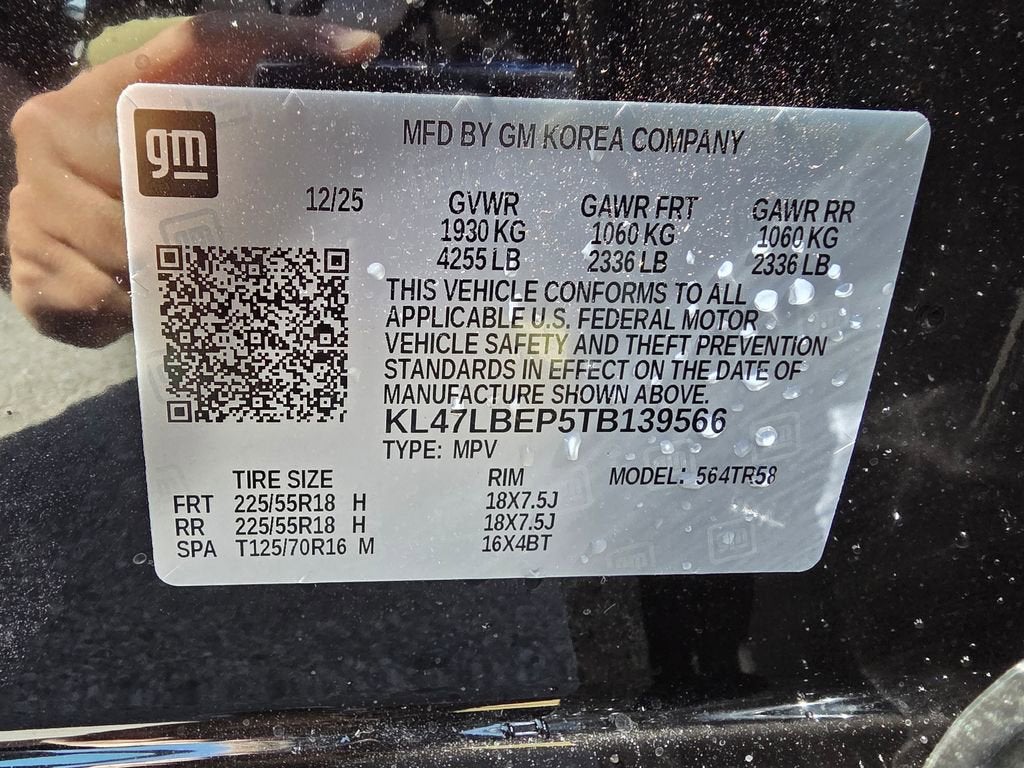 gm
MFD BY GM KOREA COMPANY
12/25 GVWR GAWR FRT GAWR RR
1930 KG 1060 KG 1060 KG
4255 LB 2336 LB 2336 LB
THIS VEHICLE CONFORMS TO ALL
APPLICABLE U.S. FEDERAL MOTOR
VEHICLE SAFETY AND THEFT PREVENTION
STANDARDS IN EFFECT ON THE DATE OF
MANUFACTURE SHOWN ABOVE.
KL47LBEP5TB139566
TYPE: MPV
TIRE SIZE RIM MODEL: 564TR58
FRT 225/55R18 H 18X7.5J
RR 225/55R18 H 18X7.5J
SPA T125/70R16 M 16X4BT